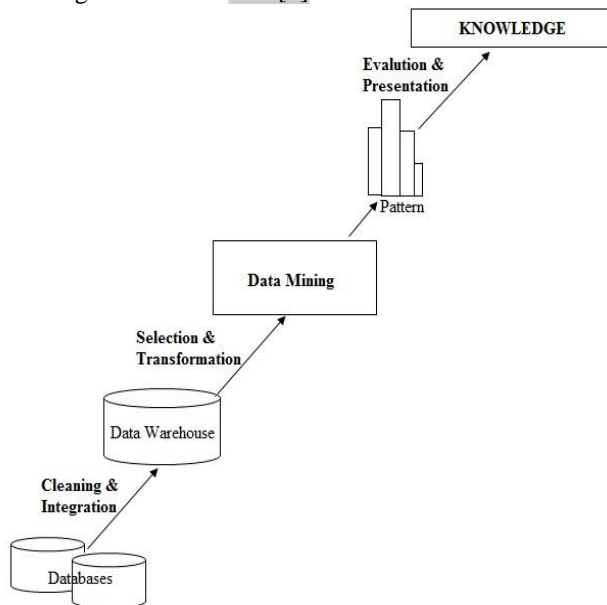 KNOWLEDGE
Evalution &
Presentation
Pattern
Data Mining
Selection &
Transformation
Data Warehouse
Cleaning &
Integration
Databases